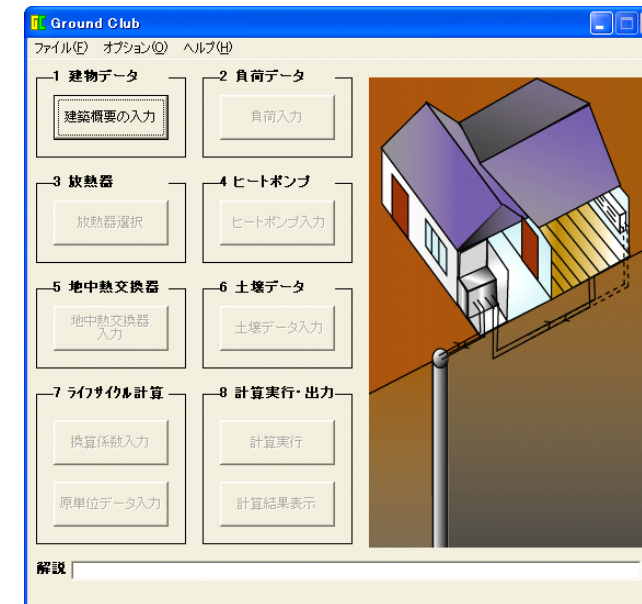 Ground Club
ファイル(F) オプション(O) ヘルプ(H)
1 建物データ
建築概要の入力
2 負荷データ
負荷入力
3 放熱器
放熱器選択
4 ヒートポンプ
ヒートポンプ入力
5 地中熱交換器
地中熱交換器
入力
6 土壌データ
土壌データ入力
7 ライフサイクル計算
換算係数入力
原単位データ入力
8 計算実行・出力
計算実行
計算結果表示
解説